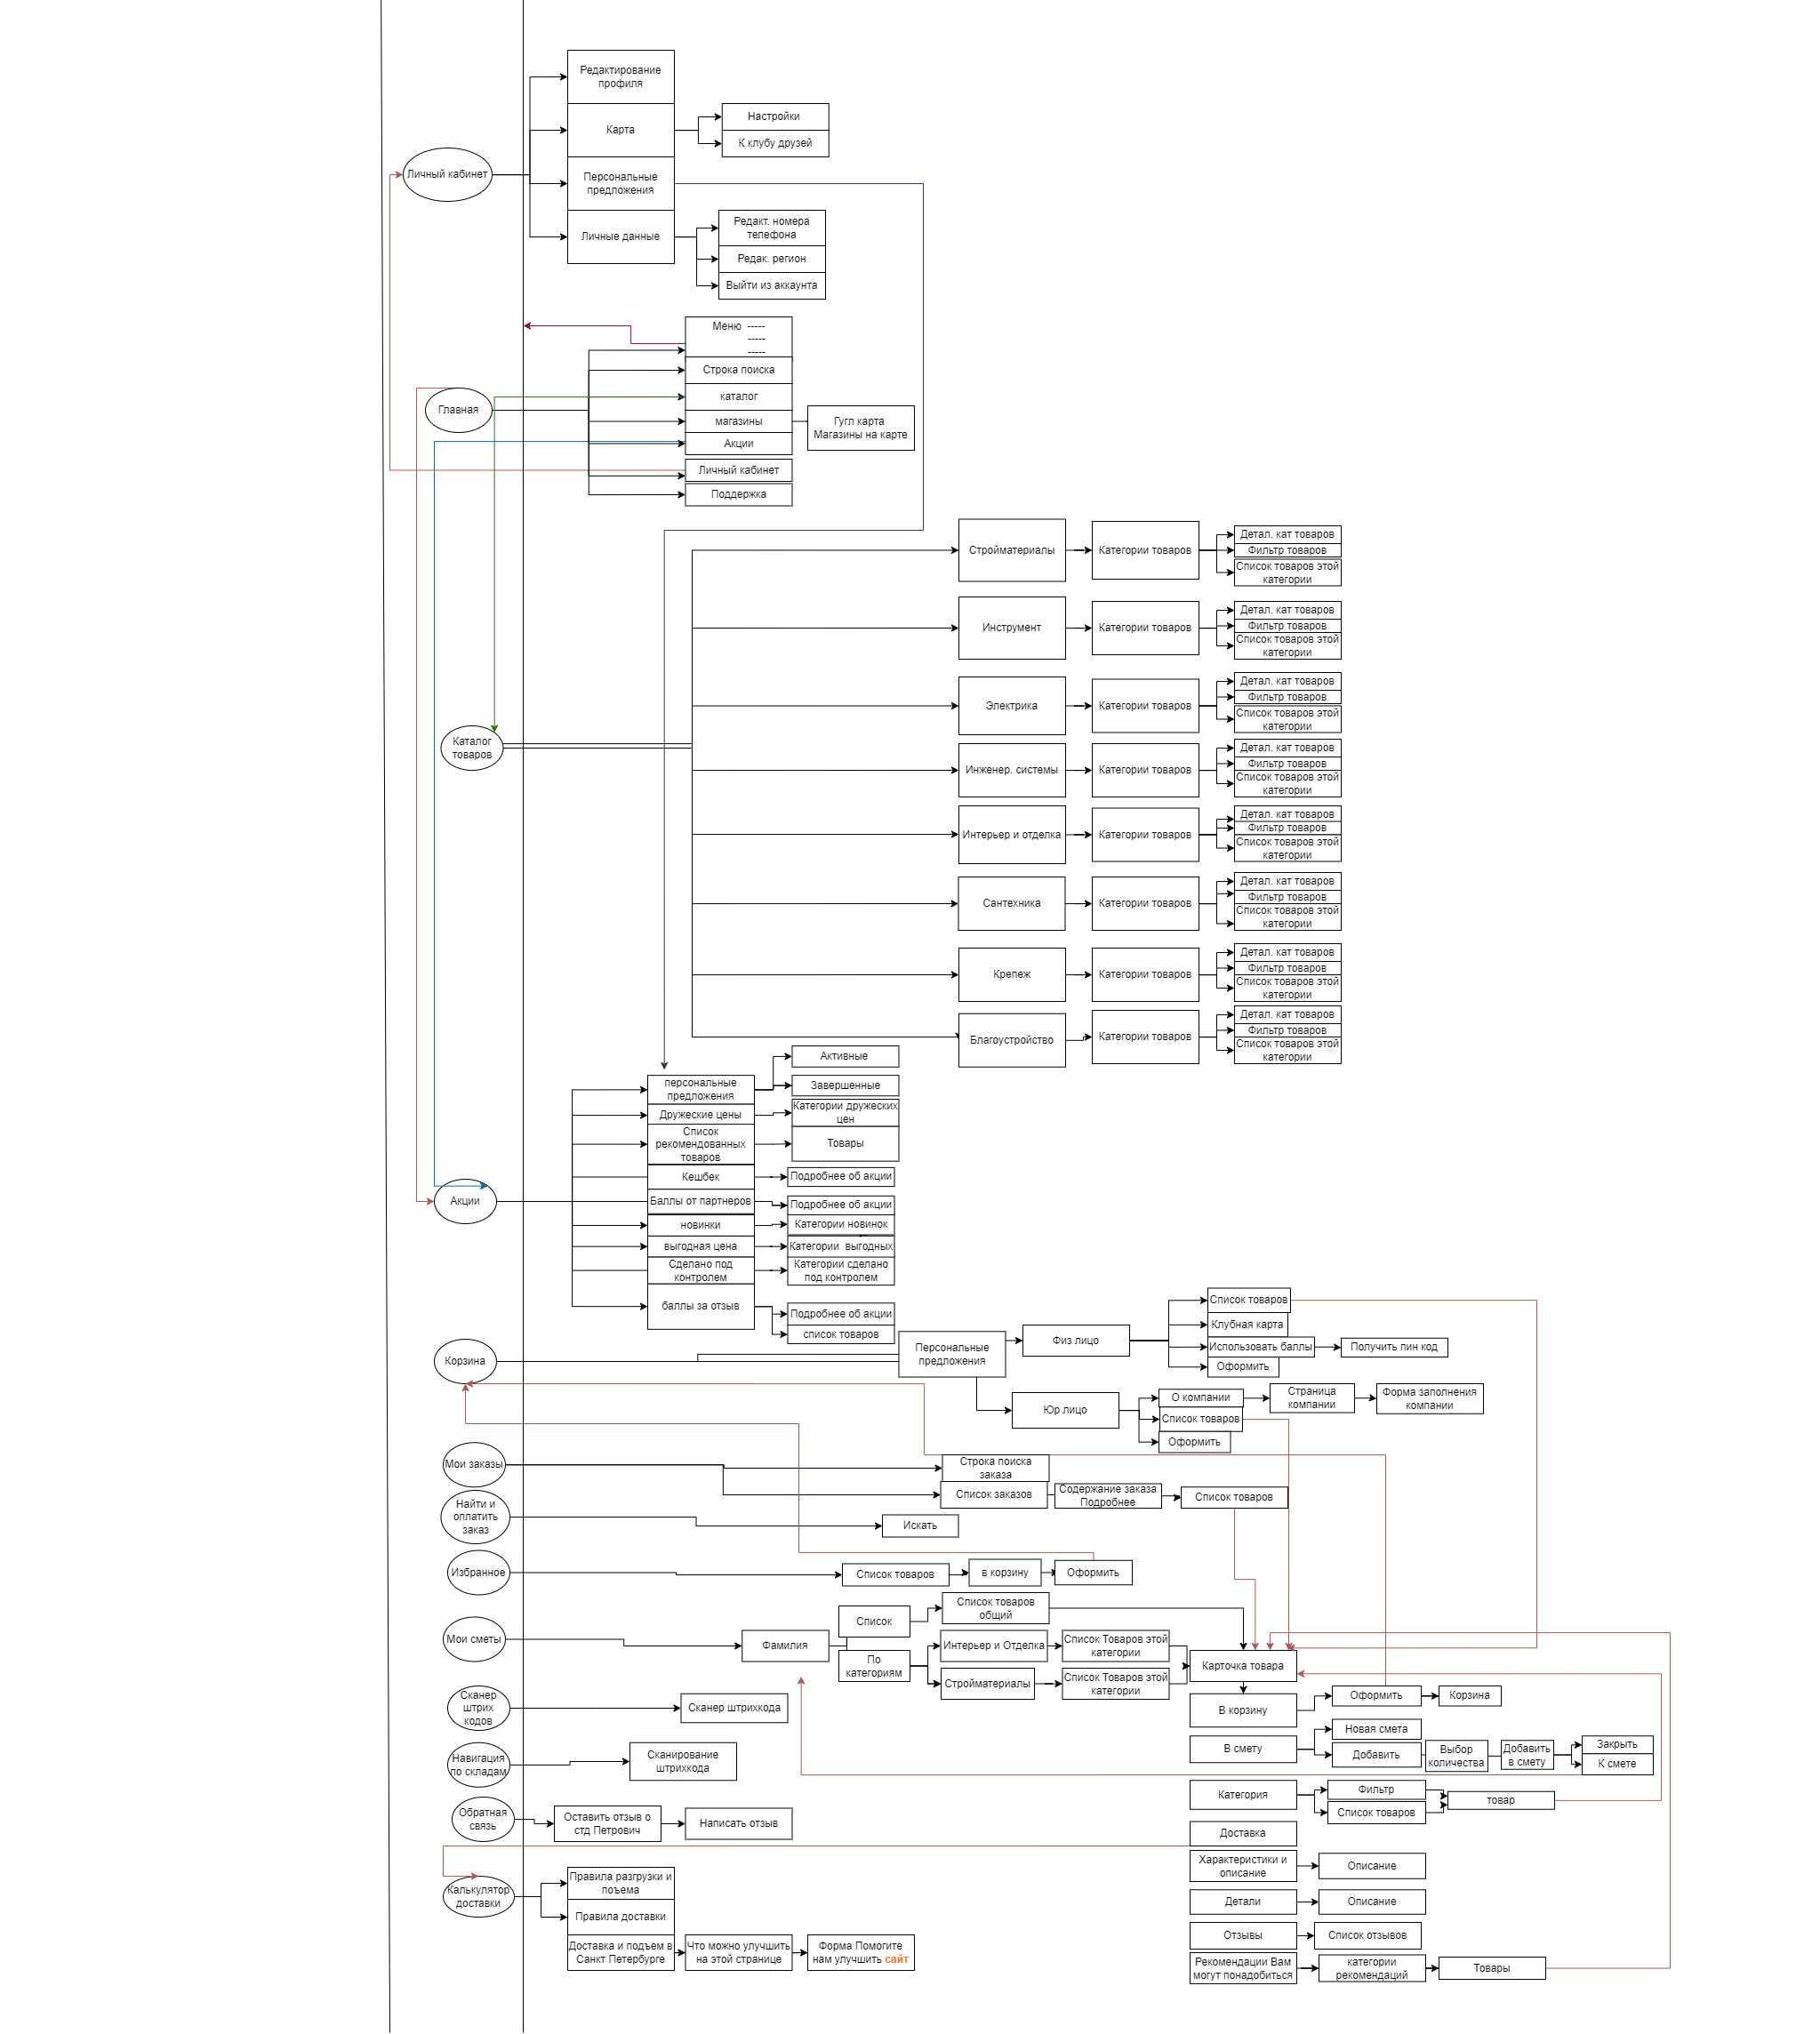 Редактирование
профиля
Карта
Настройки
К клубу друзей
Личный кабинет
Персональные
предложения
Личные данные
Редакт. номера
телефона
Редак. регион
Выйти из аккаунта
Меню -----
-----
-----
Строка поиска
каталог
Главная
магазины
Гугл карта
Магазины на карте
Акции
Личный кабинет
Поддержка
Стройматериалы
Категории товаров
Детал. кат товаров
Фильтр товаров
Список товаров этой
категории
Инструмент
Категории товаров
Детал. кат товаров
Фильтр товаров
Список товаров этой
категории
Электрика
Категории товаров
Детал. кат товаров
Фильтр товаров
Список товаров этой
категории
Каталог
товаров
Инженер. системы
Категории товаров
Детал. кат товаров
Фильтр товаров
Список товаров этой
категории
Интерьер и отделка
Категории товаров
Детал. кат товаров
Фильтр товаров
Список товаров этой
категории
Сантехника
Категории товаров
Детал. кат товаров
Фильтр товаров
Список товаров этой
категории
Крепеж
Категории товаров
Детал. кат товаров
Фильтр товаров
Список товаров этой
категории
Благоустройство
Категории товаров
Детал. кат товаров
Фильтр товаров
Список товаров этой
категории
Активные
персональные
предложения
Завершенные
Дружеские цены
Категории дружеских
цен
Список
рекомендованных
товаров
Товары
Кешбек
Подробнее об акции
Акции
Баллы от партнеров
Подробнее об акции
новинки
Категории новинок
выгодная цена
Категории выгодных
Сделано под
контролем
Категории сделано
под контролем
баллы за отзыв
Подробнее об акции
список товаров
Корзина
Персональные
предложения
Физ лицо
Список товаров
Клубная карта
Использовать баллы
Получить пин код
Оформить
Юр лицо
О компании
Страница
компании
Форма заполнения
компании
Список товаров
Оформить
Мои заказы
Строка поиска
заказа
Список заказов
Содержание заказа
Подробнее
Список товаров
Найти и
оплатить
заказ
Искать
Избранное
Список товаров
в корзину
Оформить
Мои сметы
Фамилия
Список
Список товаров
общий
По
категориям
Интерьер и Отделка
Список Товаров этой
категории
Стройматериалы
Список Товаров этой
категории
Карточка товара
Сканер
штрих
кодов
Сканер штрихкода
В корзину
Оформить
Корзина
В смету
Новая смета
Добавить
Выбор
количества
Добавить
в смету
Закрыть
К смете
Навигация
по складам
Сканирование
штрихкода
Категория
Фильтр
Список товаров
товар
Обратная
связь
Оставить отзыв о
стд Петрович
Написать отзыв
Доставка
Характеристики и
описание
Описание
Калькулятор
доставки
Правила разгрузки и
поъема
Правила доставки
Детали
Описание
Отзывы
Список отзывов
Доставка и подъем в
Санкт Петербурге
Что можно улучшить
на этой странице
Форма Помогите
нам улучшить сайт
Рекомендации Вам
могут понадобиться
категории
рекомендаций
Товары